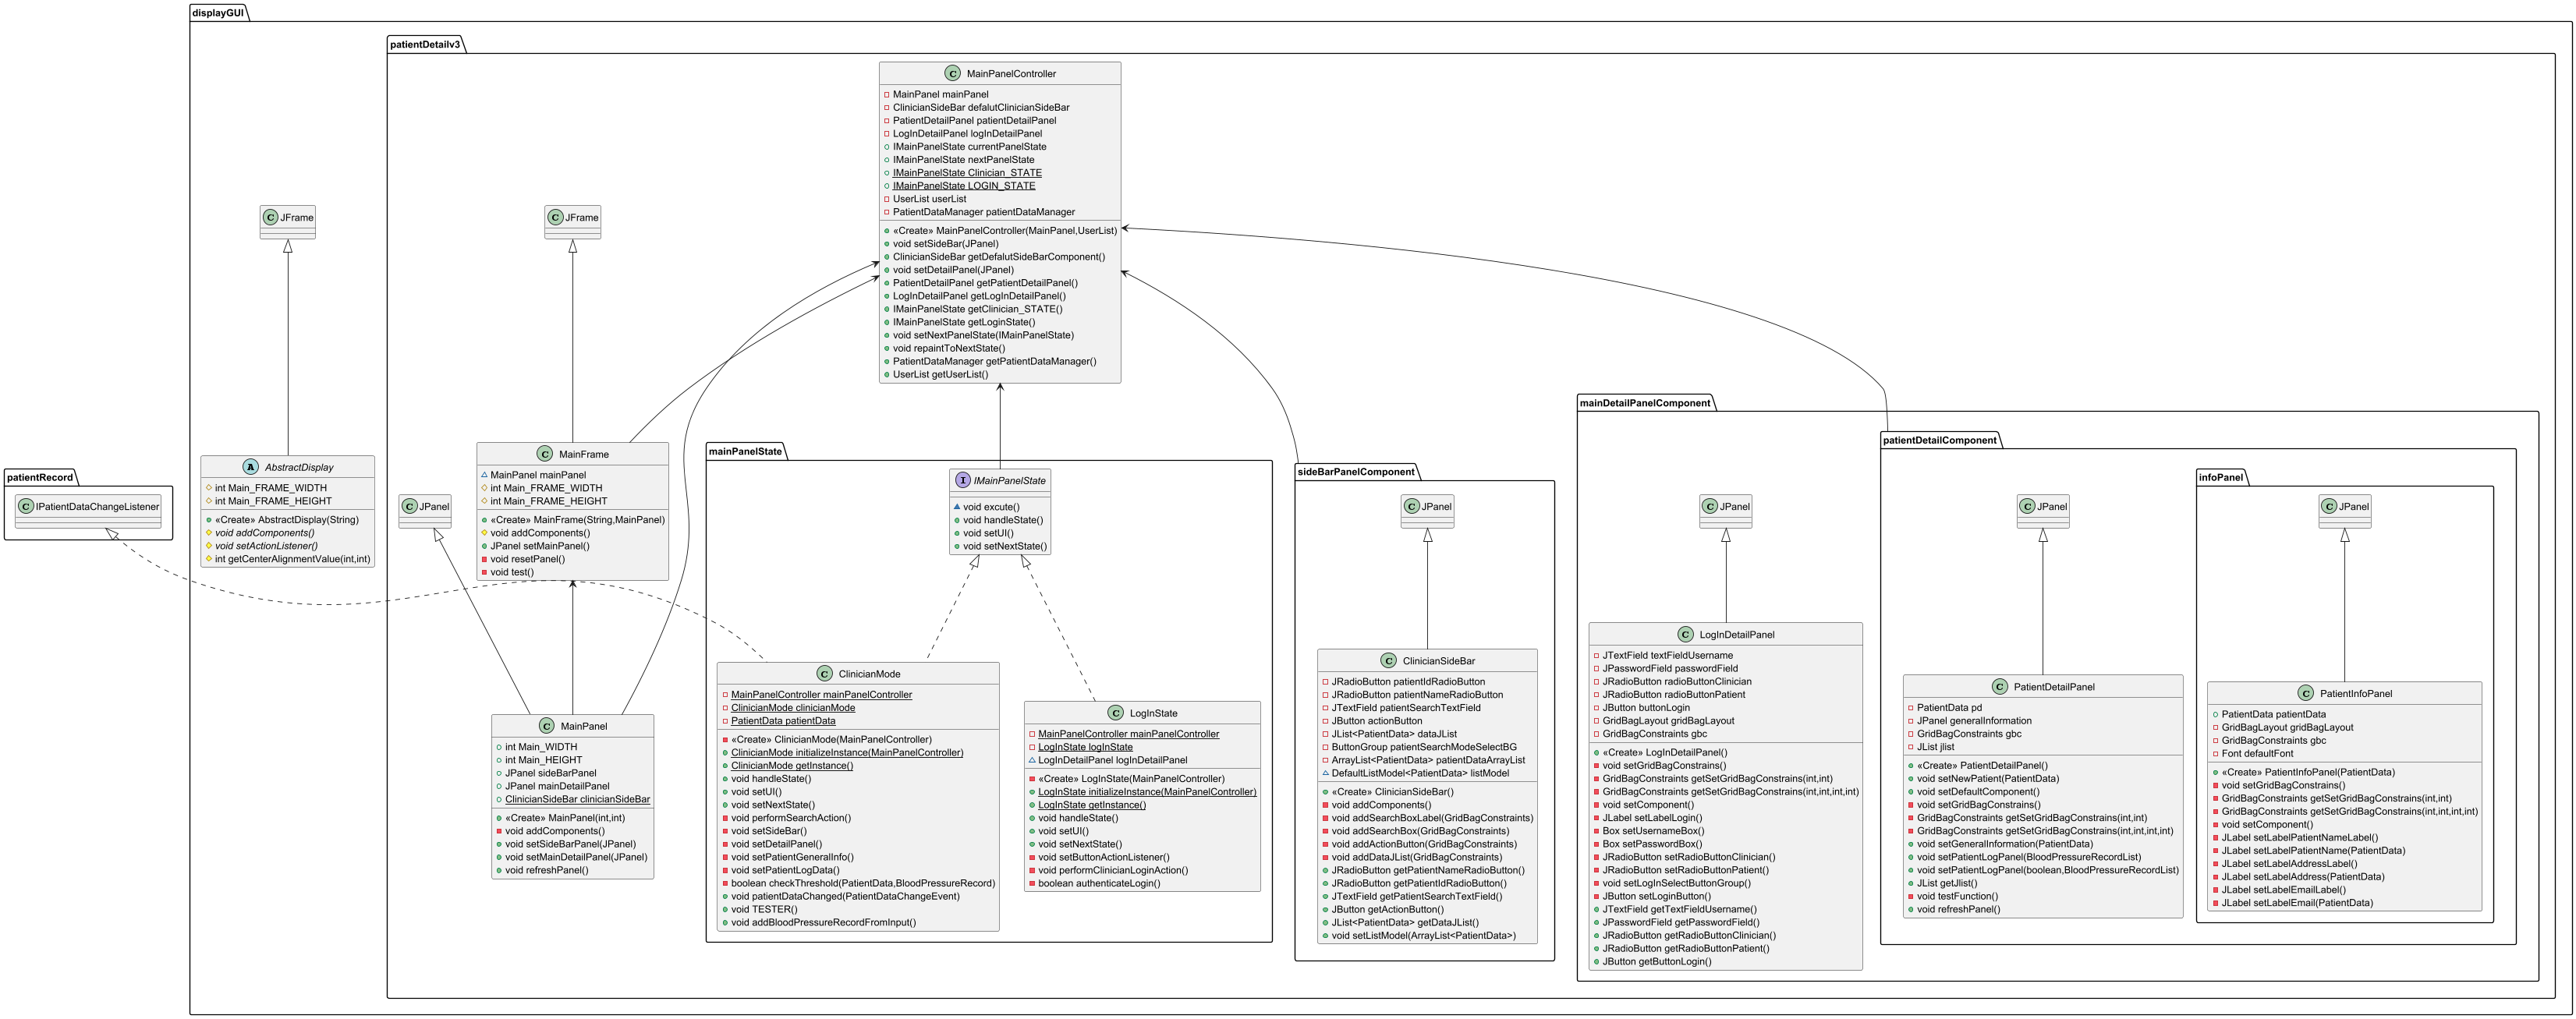 displayGUI
patientDetailv3
C MainPanelController
MainPanel mainPanel
ClinicianSideBar defalutClinicianSideBar
PatientDetailPanel patientDetailPanel
LogInDetailPanel logInDetailPanel
IMainPanelState currentPanelState
IMainPanelState nextPanelState
IMainPanelState Clinician_STATE
IMainPanelState LOGIN_STATE
UserList userList
PatientDataManager patientDataManager
«Create» MainPanelController(MainPanel,UserList)
void setSideBar(JPanel)
ClinicianSideBar getDefalutSideBarComponent()
void setDetailPanel(JPanel)
PatientDetailPanel getPatientDetailPanel()
LogInDetailPanel getLogInDetailPanel()
IMainPanelState getClinician_STATE()
IMainPanelState getLoginState()
void setNextPanelState(IMainPanelState)
void repaintToNextState()
PatientDataManager getPatientDataManager()
UserList getUserList()
C JFrame
C JFrame
patientRecord
C IPatientDataChangeListener
A AbstractDisplay
int Main_FRAME_WIDTH
int Main_FRAME_HEIGHT
«Create» AbstractDisplay(String)
void addComponents()
void setActionListener()
int getCenterAlignmentValue(int,int)
C JPanel
C MainFrame
MainPanel mainPanel
int Main_FRAME_WIDTH
int Main_FRAME_HEIGHT
«Create» MainFrame(String,MainPanel)
void addComponents()
JPanel setMainPanel()
void resetPanel()
void test()
C MainPanel
int Main_WIDTH
int Main_HEIGHT
JPanel sideBarPanel
JPanel mainDetailPanel
ClinicianSideBar clinicianSideBar
«Create» MainPanel(int,int)
void addComponents()
void setSideBarPanel(JPanel)
void setMainDetailPanel(JPanel)
void refreshPanel()
mainPanelState
I IMainPanelState
void excute()
void handleState()
void setUI()
void setNextState()
C ClinicianMode
MainPanelController mainPanelController
ClinicianMode clinicianMode
PatientData patientData
«Create» ClinicianMode(MainPanelController)
ClinicianMode initializeInstance(MainPanelController)
ClinicianMode getInstance()
void handleState()
void setUI()
void setNextState()
void performSearchAction()
void setSideBar()
void setDetailPanel()
void setPatientGeneralInfo()
void setPatientLogData()
boolean checkThreshold(PatientData,BloodPressureRecord)
void patientDataChanged(PatientDataChangeEvent)
void TESTER()
void addBloodPressureRecordFromInput()
C LogInState
MainPanelController mainPanelController
LogInState logInState
LogInDetailPanel logInDetailPanel
«Create» LogInState(MainPanelController)
LogInState initializeInstance(MainPanelController)
LogInState getInstance()
void handleState()
void setUI()
void setNextState()
void setButtonActionListener()
void performClinicianLoginAction()
boolean authenticateLogin()
sideBarPanelComponent
C JPanel
C ClinicianSideBar
JRadioButton patientIdRadioButton
JRadioButton patientNameRadioButton
JTextField patientSearchTextField
JButton actionButton
JList<PatientData> dataJList
ButtonGroup patientSearchModeSelectBG
ArrayList<PatientData> patientDataArrayList
DefaultListModel<PatientData> listModel
«Create» ClinicianSideBar()
void addComponents()
void addSearchBoxLabel(GridBagConstraints)
void addSearchBox(GridBagConstraints)
void addActionButton(GridBagConstraints)
void addDataJList(GridBagConstraints)
JRadioButton getPatientNameRadioButton()
JRadioButton getPatientIdRadioButton()
JTextField getPatientSearchTextField()
JButton getActionButton()
JList<PatientData> getDataJList()
void setListModel(ArrayList<PatientData>)
mainDetailPanelComponent
C JPanel
C LogInDetailPanel
JTextField textFieldUsername
JPasswordField passwordField
JRadioButton radioButtonClinician
JRadioButton radioButtonPatient
JButton buttonLogin
GridBagLayout gridBagLayout
GridBagConstraints gbc
«Create» LogInDetailPanel()
void setGridBagConstrains()
GridBagConstraints getSetGridBagConstrains(int,int)
GridBagConstraints getSetGridBagConstrains(int,int,int,int)
void setComponent()
JLabel setLabelLogin()
Box setUsernameBox()
Box setPasswordBox()
JRadioButton setRadioButtonClinician()
JRadioButton setRadioButtonPatient()
void setLogInSelectButtonGroup()
JButton setLoginButton()
JTextField getTextFieldUsername()
JPasswordField getPasswordField()
JRadioButton getRadioButtonClinician()
JRadioButton getRadioButtonPatient()
JButton getButtonLogin()
patientDetailComponent
C JPanel
C PatientDetailPanel
PatientData pd
JPanel generalInformation
GridBagConstraints gbc
JList jlist
«Create» PatientDetailPanel()
void setNewPatient(PatientData)
void setDefaultComponent()
void setGridBagConstrains()
GridBagConstraints getSetGridBagConstrains(int,int)
GridBagConstraints getSetGridBagConstrains(int,int,int,int)
void setGeneralInformation(PatientData)
void setPatientLogPanel(BloodPressureRecordList)
void setPatientLogPanel(boolean,BloodPressureRecordList)
JList getJlist()
void testFunction()
void refreshPanel()
infoPanel
C JPanel
C PatientInfoPanel
PatientData patientData
GridBagLayout gridBagLayout
GridBagConstraints gbc
Font defaultFont
«Create» PatientInfoPanel(PatientData)
void setGridBagConstrains()
GridBagConstraints getSetGridBagConstrains(int,int)
GridBagConstraints getSetGridBagConstrains(int,int,int,int)
void setComponent()
JLabel setLabelPatientNameLabel()
JLabel setLabelPatientName(PatientData)
JLabel setLabelAddressLabel()
JLabel setLabelAddress(PatientData)
JLabel setLabelEmailLabel()
JLabel setLabelEmail(PatientData)